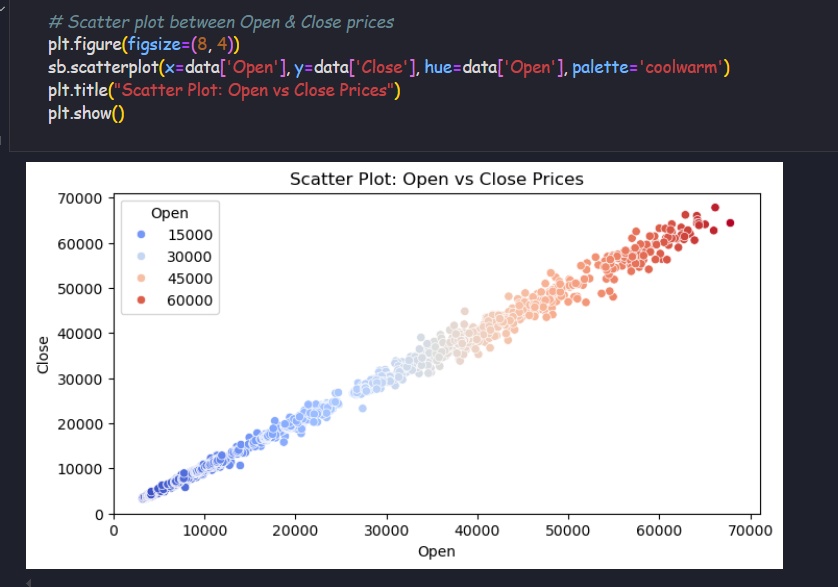 # Scatter plot between Open & Close prices
plt.figure(figsize=(8, 4))
sb.scatterplot(x=data['Open'], y=data['Close'], hue=data['Open'], palette='coolwarm')
plt.title("Scatter Plot: Open vs Close Prices")
plt.show()
Scatter Plot: Open vs Close Prices
70000
60000
50000
40000
30000
20000
10000
0
Close
Open
15000
30000
45000
60000
0
10000
20000
30000
40000
50000
60000
70000
Open